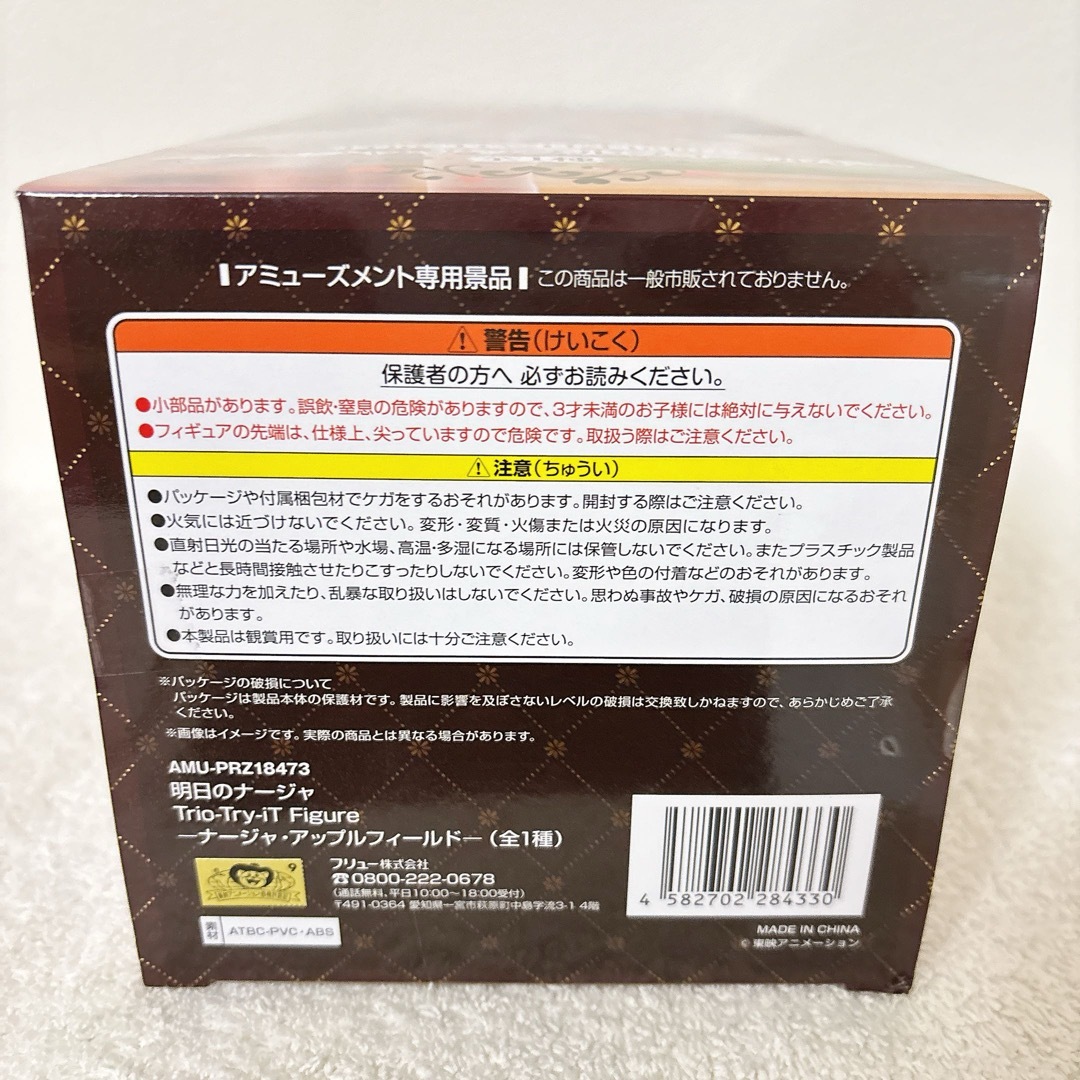 アミューズメント専用景品 この商品は一般市販されておりません。
警告(けいこく)
保護者の方へ 必ずお読みください。
●小部品があります。誤飲・窒息の危険がありますので、3才未満のお子様には絶対に与えないでください。
●フィギュアの先端は、仕様上、尖っていますので危険です。取扱う際はご注意ください。
注意(ちゅうい)
●パッケージや付属梱包材でケガをするおそれがあります。開封する際はご注意ください。
●火気には近づけないでください。変形・変質・火傷または火災の原因になります。
●直射日光の当たる場所や水場、高温・多湿になる場所には保管しないでください。またプラスチック製品
などと長時間接触させたりこすったりしないでください。変形や色の付着などのおそれがあります。
●無理な力を加えたり、乱暴な取り扱いはしないでください。思わぬ事故やケガ、破損の原因になるおそれ
があります。
●本製品は観賞用です。取り扱いには十分ご注意ください。
※パッケージの破損について
パッケージは製品本体の保護材です。製品に影響を及ぼさないレベルの破損は交換致しかねますので、あらかじめご了承
ください。
※画像はイメージです。実際の商品とは異なる場合があります。
AMU-PRZ18473
明日のナージャ
Trio-Try-iT Figure
―ナージャ・アップルフィールド―(全1種)
フリュー株式会社
☎0800-222-0678
(通話無料、平日10:00~18:00受付)
〒491-0364 愛知県一宮市萩原町中島字流3-1 4階
素材 ATBC-PVC・ABS
4 582702 284330
MADE IN CHINA
© 東映アニメーション